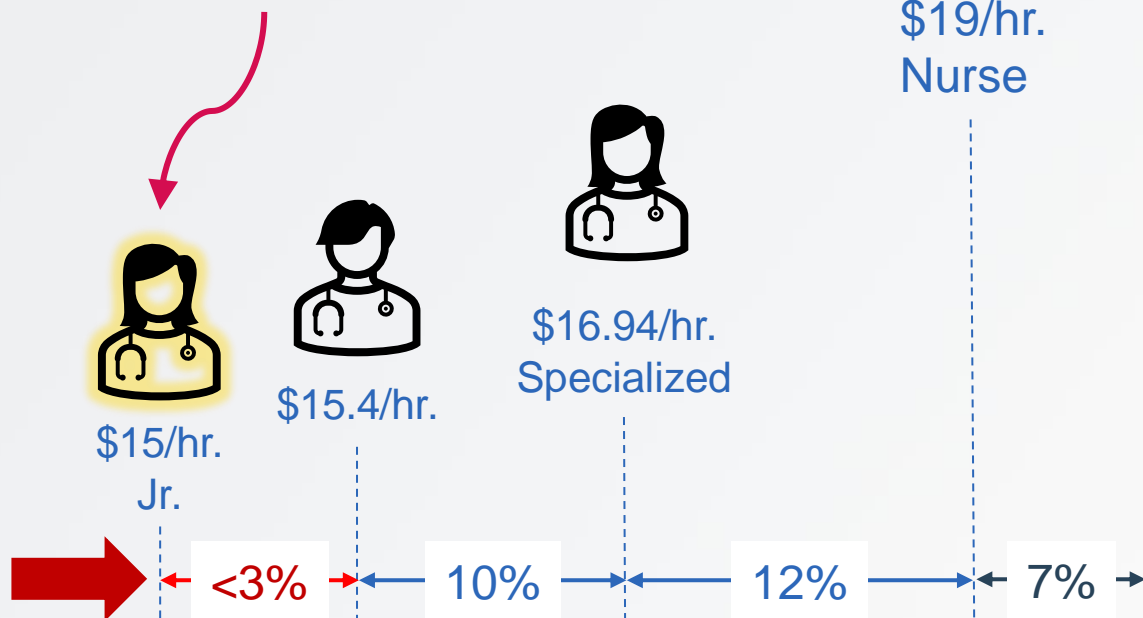 $19/hr.
Nurse
$16.94/hr.
Specialized
$15.4/hr.
$15/hr.
Jr.
<3%
10%
12%
7%